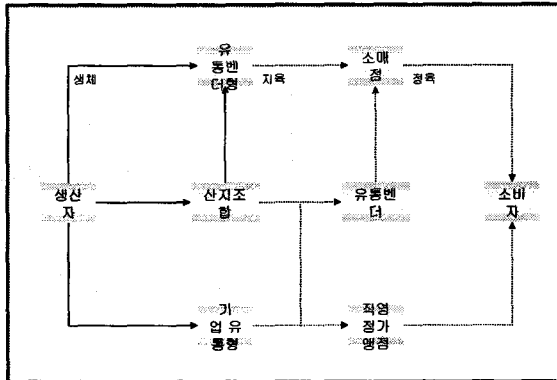 유
통벤
더형
소매
점
생체
지육
정육
생산
자
산지조
합
유통벤
더
소비
자
기
업 유
통형
직영
정가
맹점